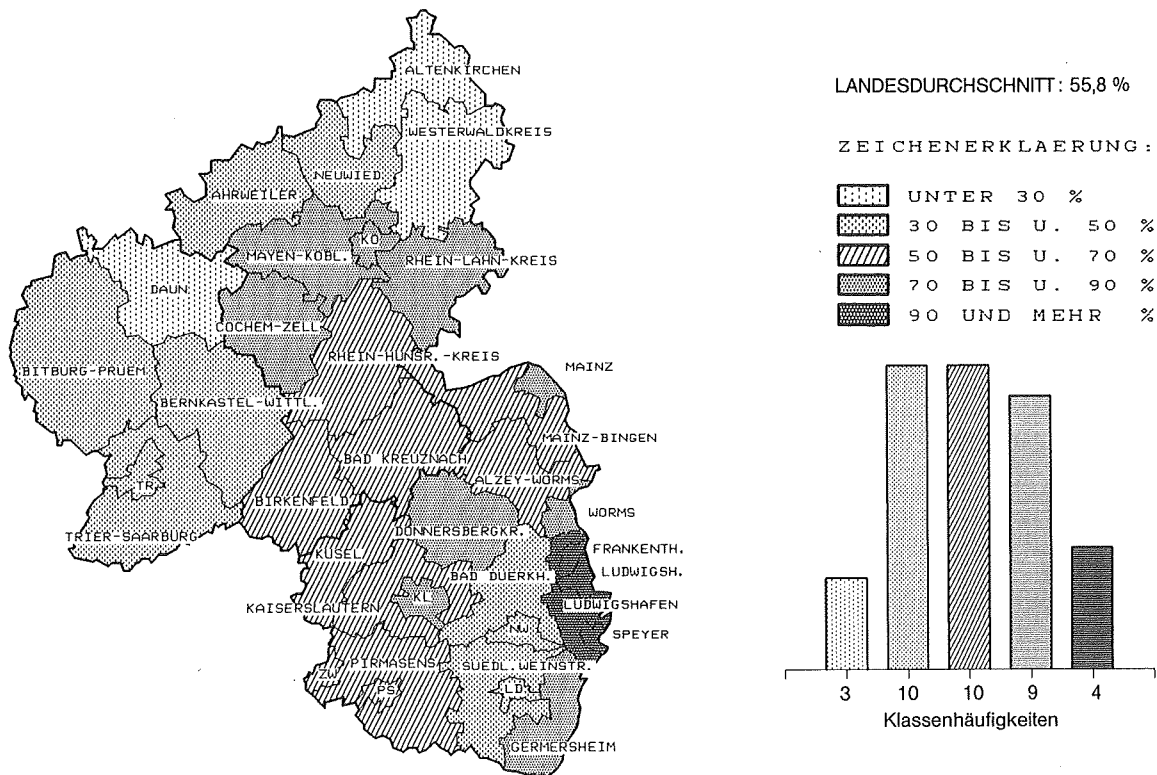 ALTENKIRCHEN
WESTERWALDKREIS
NEUWIED
AHRWEILER
KO
MAYEN-KOBL.
RHEIN-LAHN-KREIS
DAUN
COCHEM-ZELL
RHEIN-HUNSR.-KREIS
MAINZ
BITBURG-PRUEM
BERNKASTEL-WITTL.
MAINZ-BINGEN
BAD KREUZNACH
ALZEY-WORMS
TR
BIRKENFELD
WORMS
TRIER-SAARBURG
DONNERSBERGKR.
KUSEL
FRANKENTH.
BAD DUERKH.
LUDWIGSH.
KL
KAISERSLAUTERN
LUDWIGSHAFEN
NW
SPEYER
PIRMASENS
SUEDL.WEINSTR.
ZW
PS
LD
GERMERSHEIM
LANDESDURCHSCHNITT: 55,8 %
ZEICHENERKLAERUNG:
UNTER 30 %
30 BIS U. 50 %
50 BIS U. 70 %
70 BIS U. 90 %
90 UND MEHR %
3 10 10 9 4
Klassenhäufigkeiten